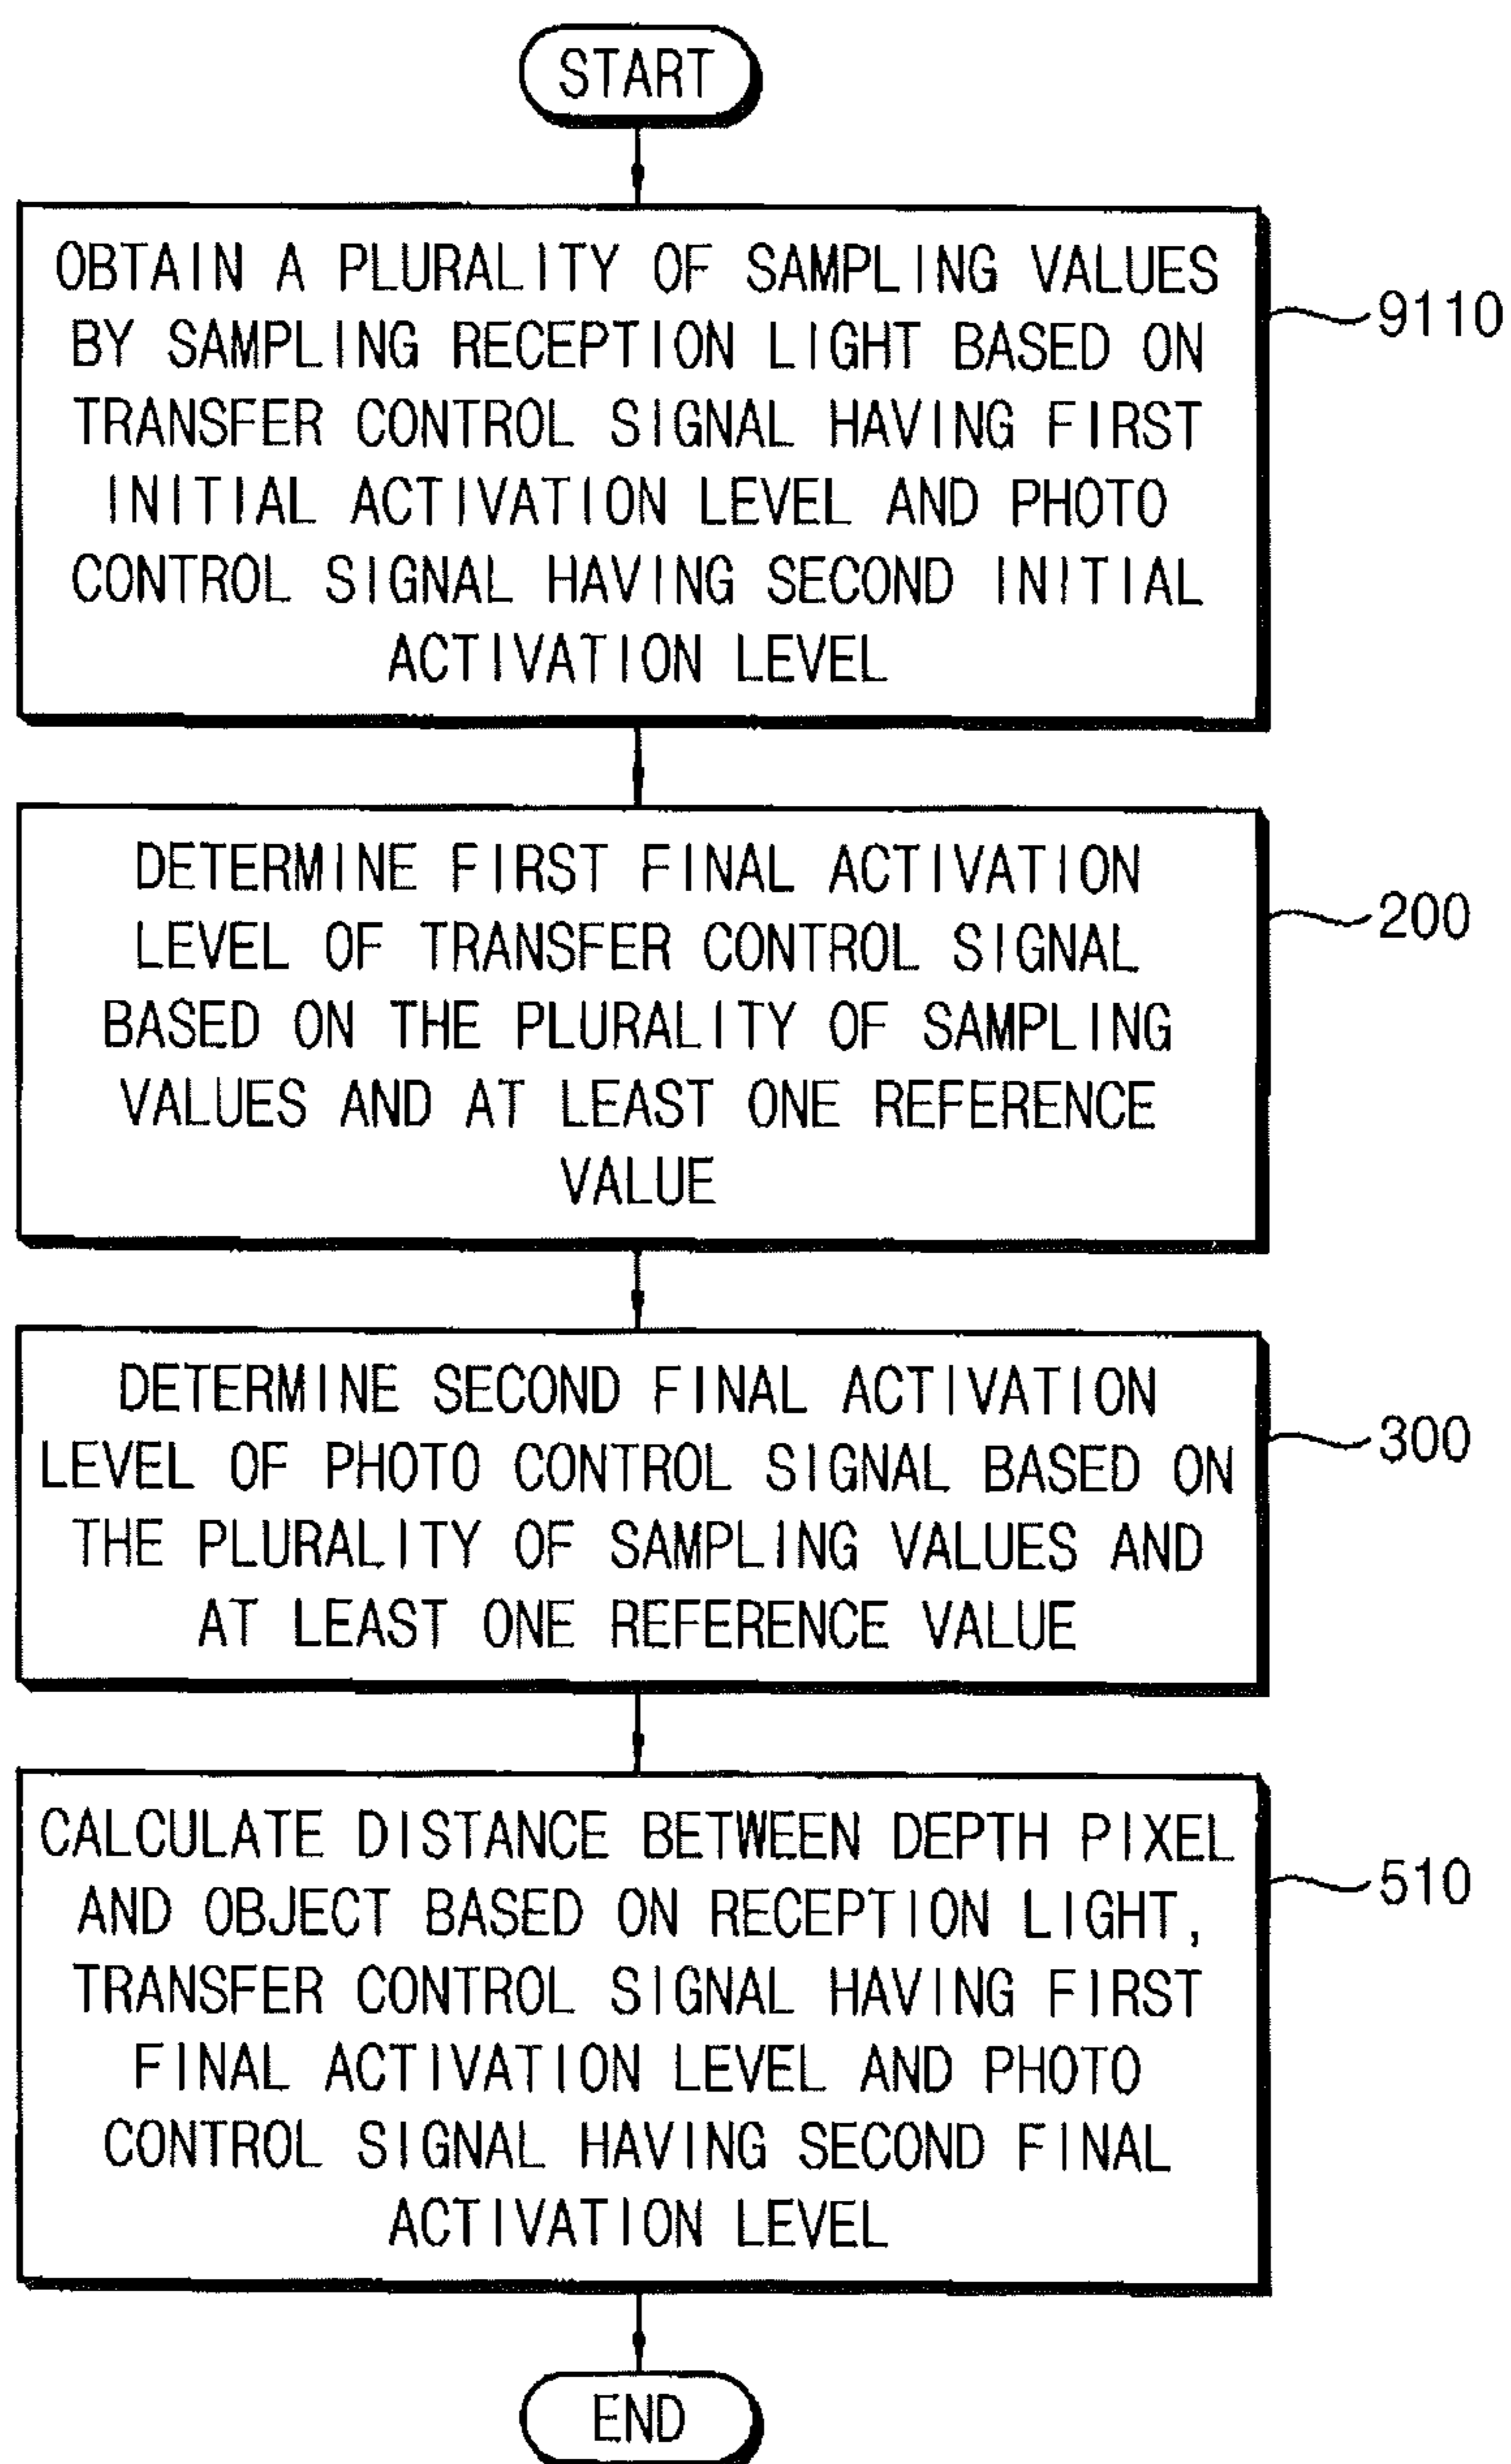 START
OBTAIN A PLURALITY OF SAMPLING VALUES
BY SAMPLING RECEPTION LIGHT BASED ON
TRANSFER CONTROL SIGNAL HAVING FIRST
INITIAL ACTIVATION LEVEL AND PHOTO
CONTROL SIGNAL HAVING SECOND INITIAL
ACTIVATION LEVEL
9110
DETERMINE FIRST FINAL ACTIVATION
LEVEL OF TRANSFER CONTROL SIGNAL
BASED ON THE PLURALITY OF SAMPLING
VALUES AND AT LEAST ONE REFERENCE
VALUE
200
DETERMINE SECOND FINAL ACTIVATION
LEVEL OF PHOTO CONTROL SIGNAL BASED ON
THE PLURALITY OF SAMPLING VALUES AND
AT LEAST ONE REFERENCE VALUE
300
CALCULATE DISTANCE BETWEEN DEPTH PIXEL
AND OBJECT BASED ON RECEPTION LIGHT,
TRANSFER CONTROL SIGNAL HAVING FIRST
FINAL ACTIVATION LEVEL AND PHOTO
CONTROL SIGNAL HAVING SECOND FINAL
ACTIVATION LEVEL
510
END